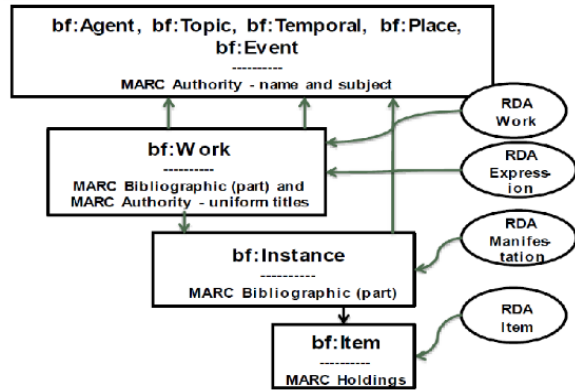 bf:Agent, bf:Topic, bf:Temporal, bf:Place,
bf:Event
----------
MARC Authority - name and subject
RDA
Work
bf:Work
----------
MARC Bibliographic (part) and
MARC Authority - uniform titles
RDA
Express-
ion
bf:Instance
----------
MARC Bibliographic (part)
RDA
Manifes-
tation
bf:Item
----------
MARC Holdings
RDA
Item